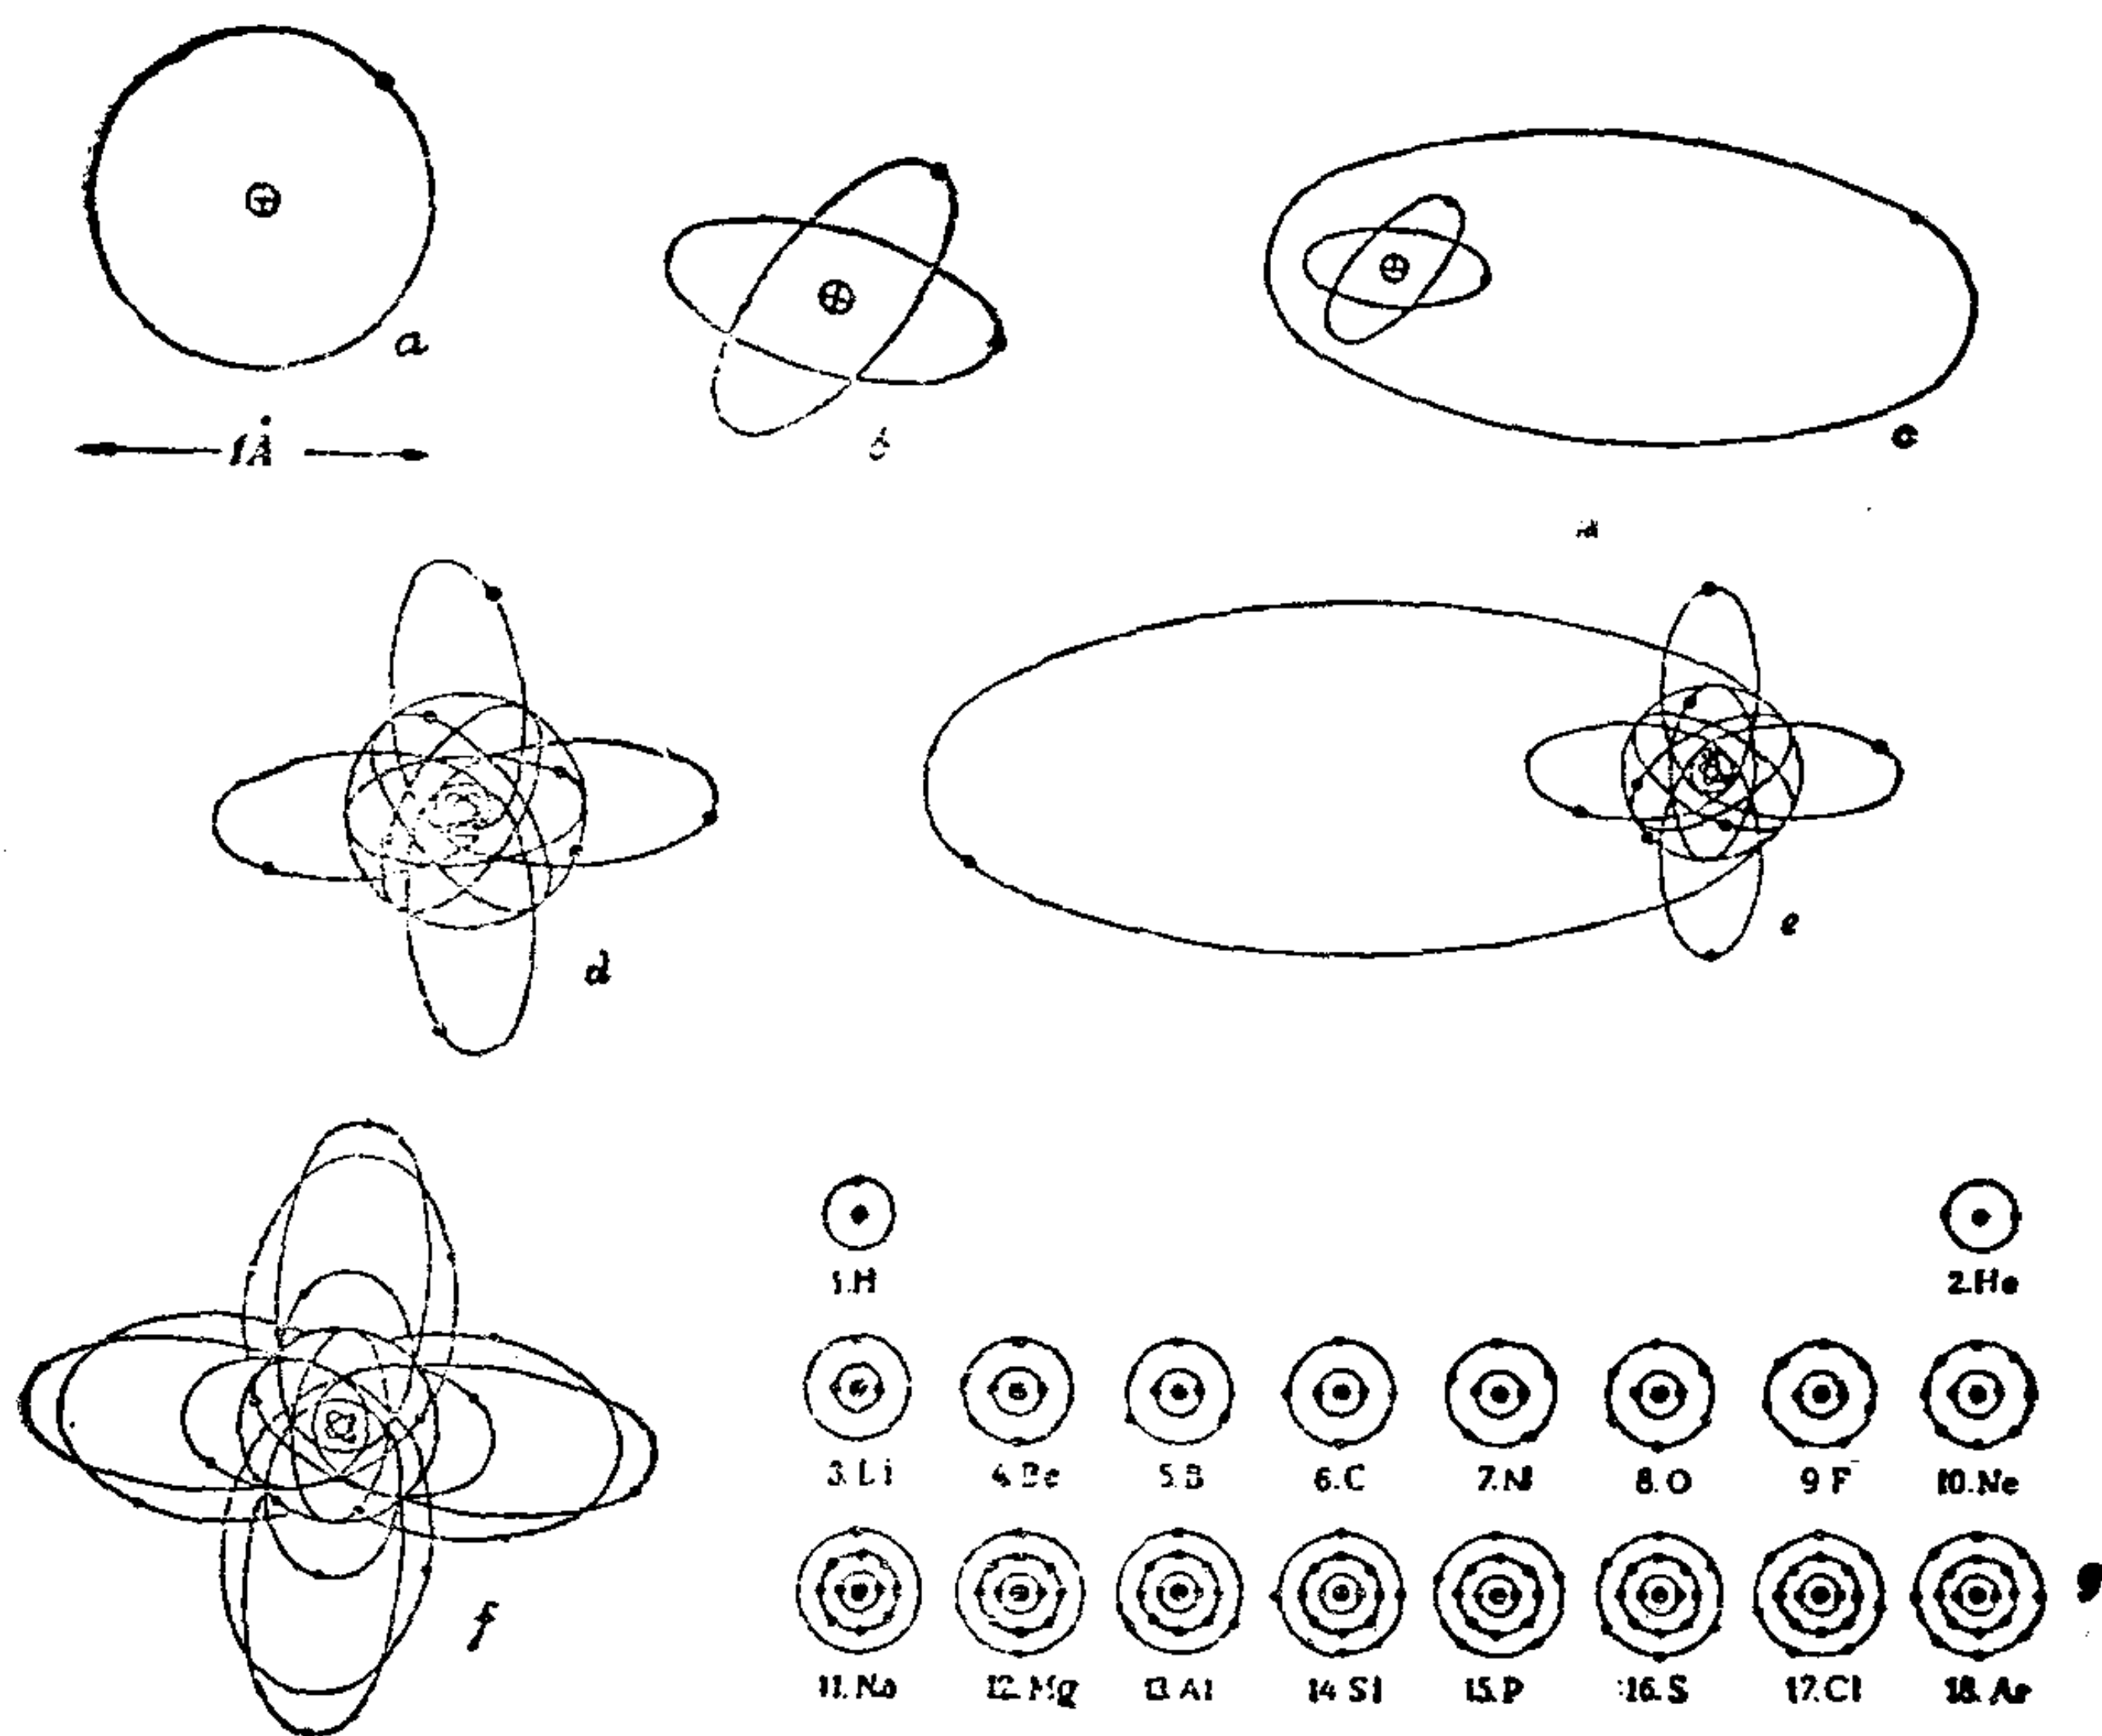 a
1Å
b
c
d
e
f
1.H 2.He
3.Li 4.Be 5.B 6.C 7.N 8.O 9.F 10.Ne
11.Na 12.Mg 13.Al 14.Si 15.P 16.S 17.Cl 18.Ar
g